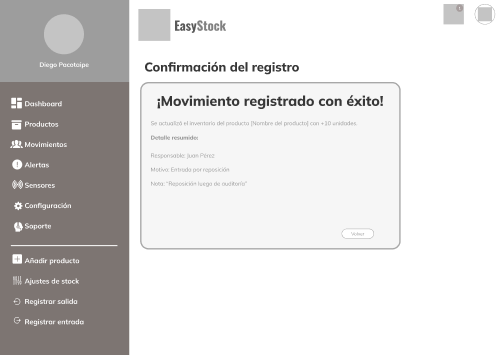 Diego Pacotaipe
Dashboard
Productos
Movimientos
Alertas
Sensores
Configuración
Soporte
Añadir producto
Ajustes de stock
Registrar salida
Registrar entrada
EasyStock
Confirmación del registro
¡Movimiento registrado con éxito!
Se actualizó el inventario del producto [Nombre del producto] con +10 unidades.
Detalle resumido:
Responsable: Juan Pérez
Motivo: Entrada por reposición
Nota: "Reposición luego de auditoría"
Volver